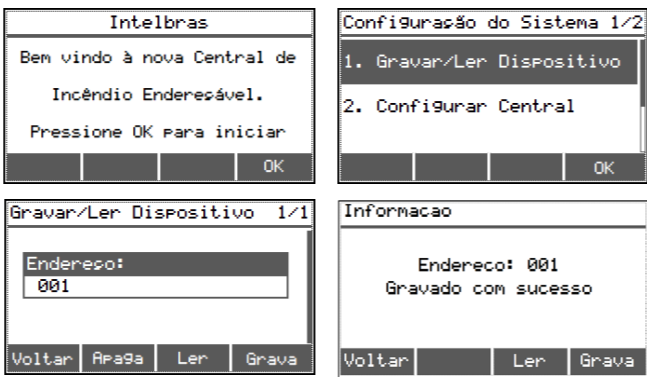 Intelbras
Bem vindo à nova Central de
Incêndio Endereçável.
Pressione OK para iniciar
OK
Configuração do Sistema 1/2
1. Gravar/Ler Dispositivo
2. Configurar Central
OK
Gravar/Ler Dispositivo 1/1
Endereço:
001
Voltar Apaga Ler Grava
Informacao
Endereco: 001
Gravado com sucesso
Voltar Ler Grava